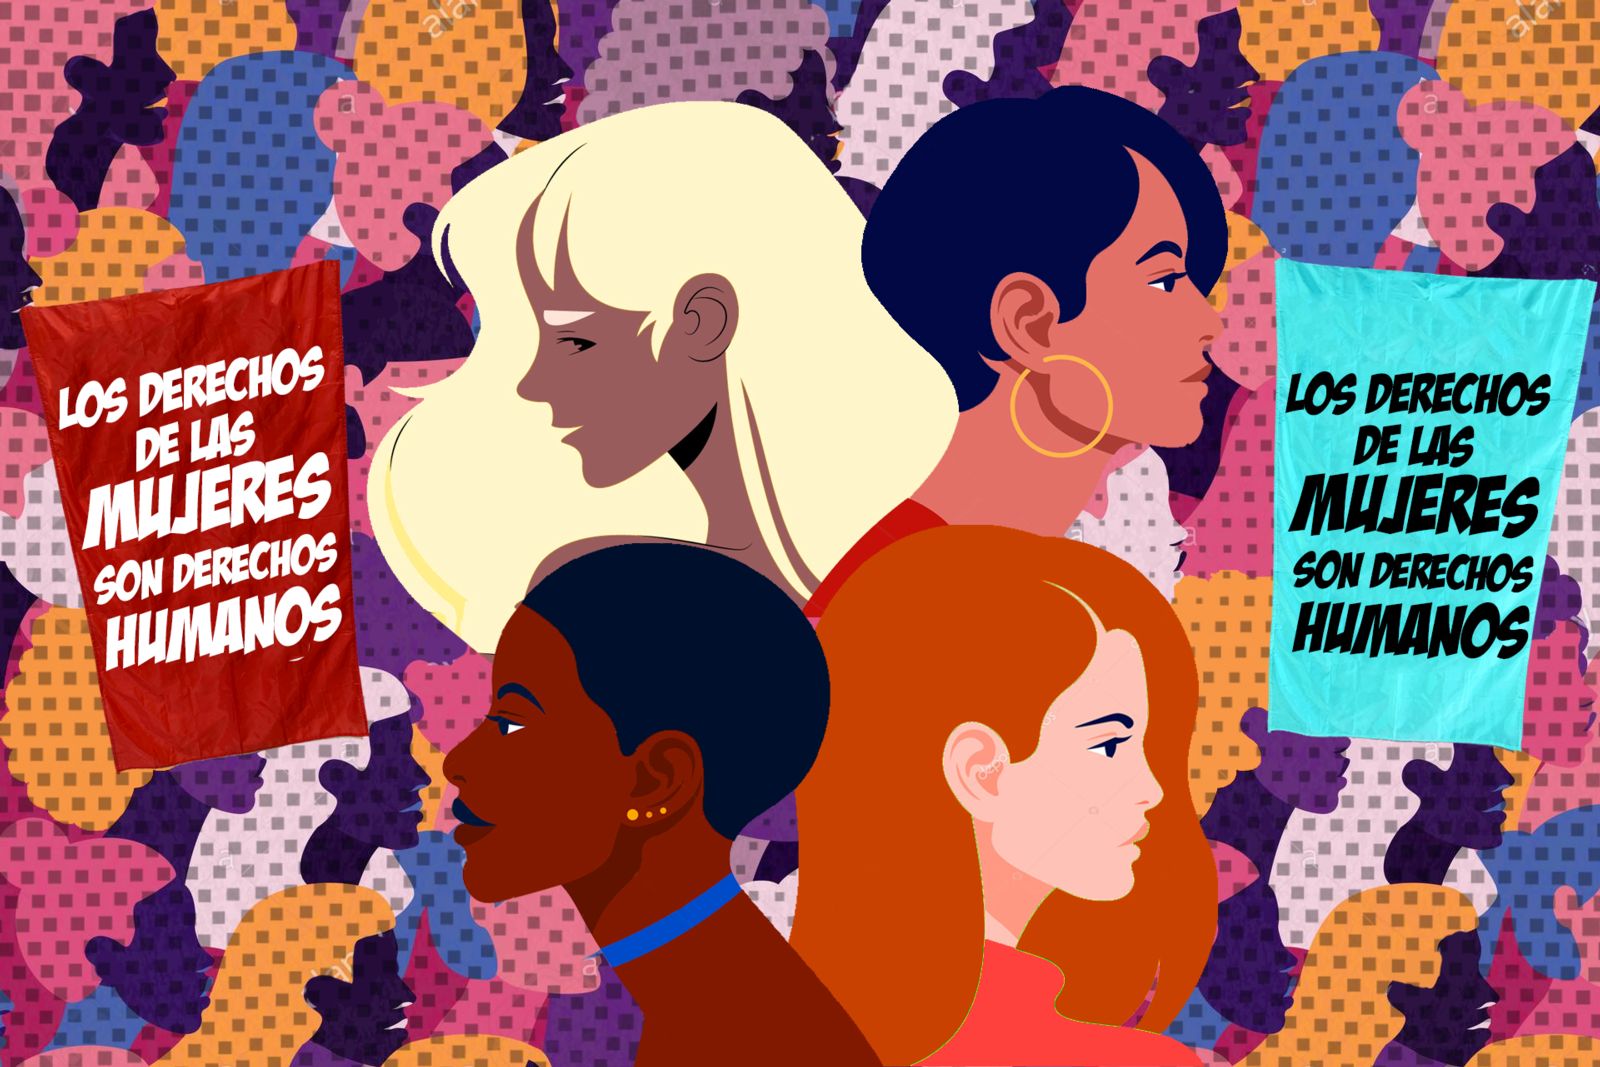 LOS DERECHOS
DE LAS
MUJERES
SON DERECHOS
HUMANOS
LOS DERECHOS
DE LAS
MUJERES
SON DERECHOS
HUMANOS